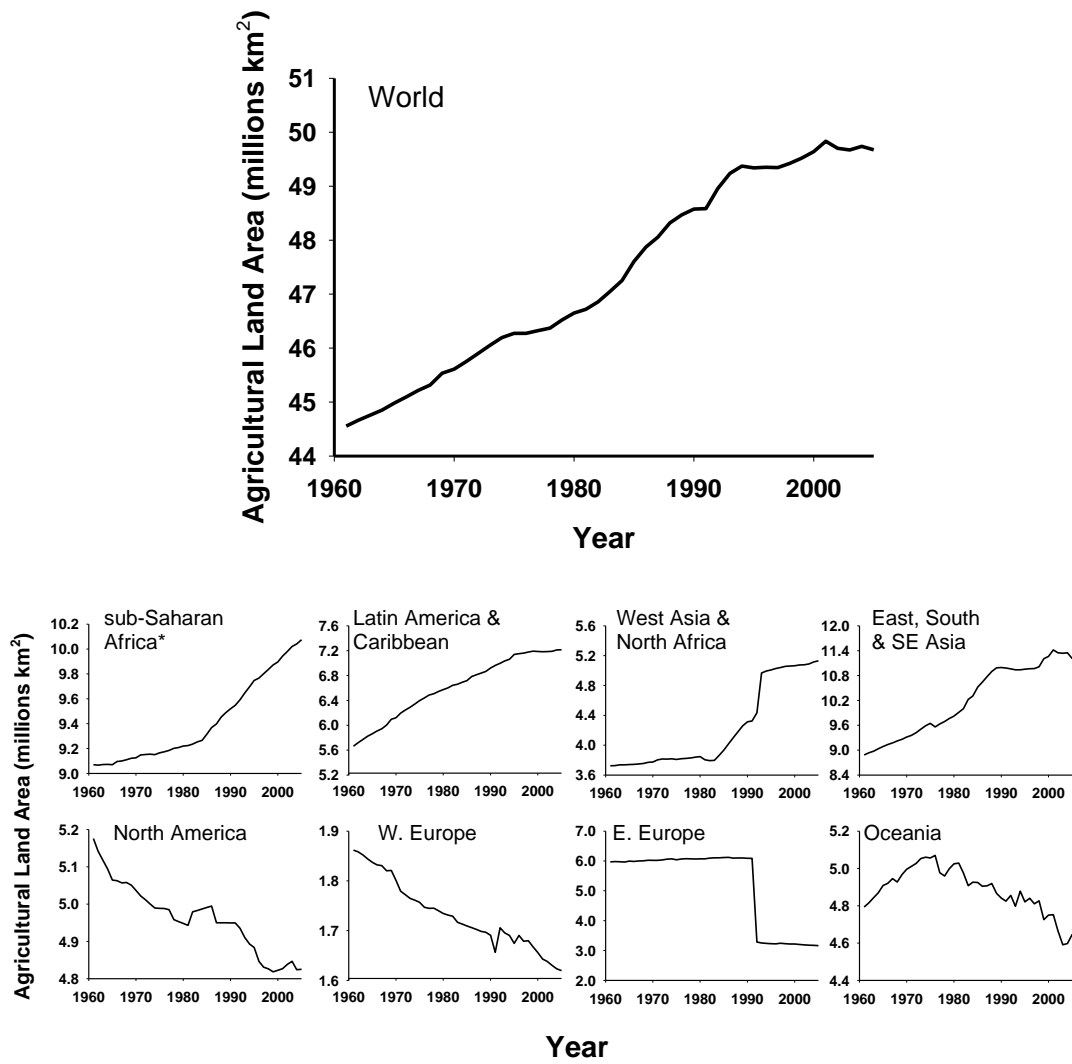 World
Agricultural Land Area (millions km²)
51
50
49
48
47
46
45
44
1960 1970 1980 1990 2000
Year
Agricultural Land Area (millions km²)
sub-Saharan
Africa*
10.2
10.0
9.8
9.6
9.4
9.2
9.0
1960 1970 1980 1990 2000
Latin America &
Caribbean
7.6
7.2
6.8
6.4
6.0
5.6
5.2
1960 1970 1980 1990 2000
West Asia &
North Africa
5.6
5.2
4.8
4.4
4.0
3.6
1960 1970 1980 1990 2000
East, South
& SE Asia
12.0
11.4
10.8
10.2
9.6
9.0
8.4
1960 1970 1980 1990 2000
North America
5.2
5.1
5.0
4.9
4.8
1960 1970 1980 1990 2000
W. Europe
1.9
1.8
1.7
1.6
1960 1970 1980 1990 2000
E. Europe
7.0
6.0
5.0
4.0
3.0
2.0
1960 1970 1980 1990 2000
Oceania
5.2
5.0
4.8
4.6
4.4
1960 1970 1980 1990 2000
Year